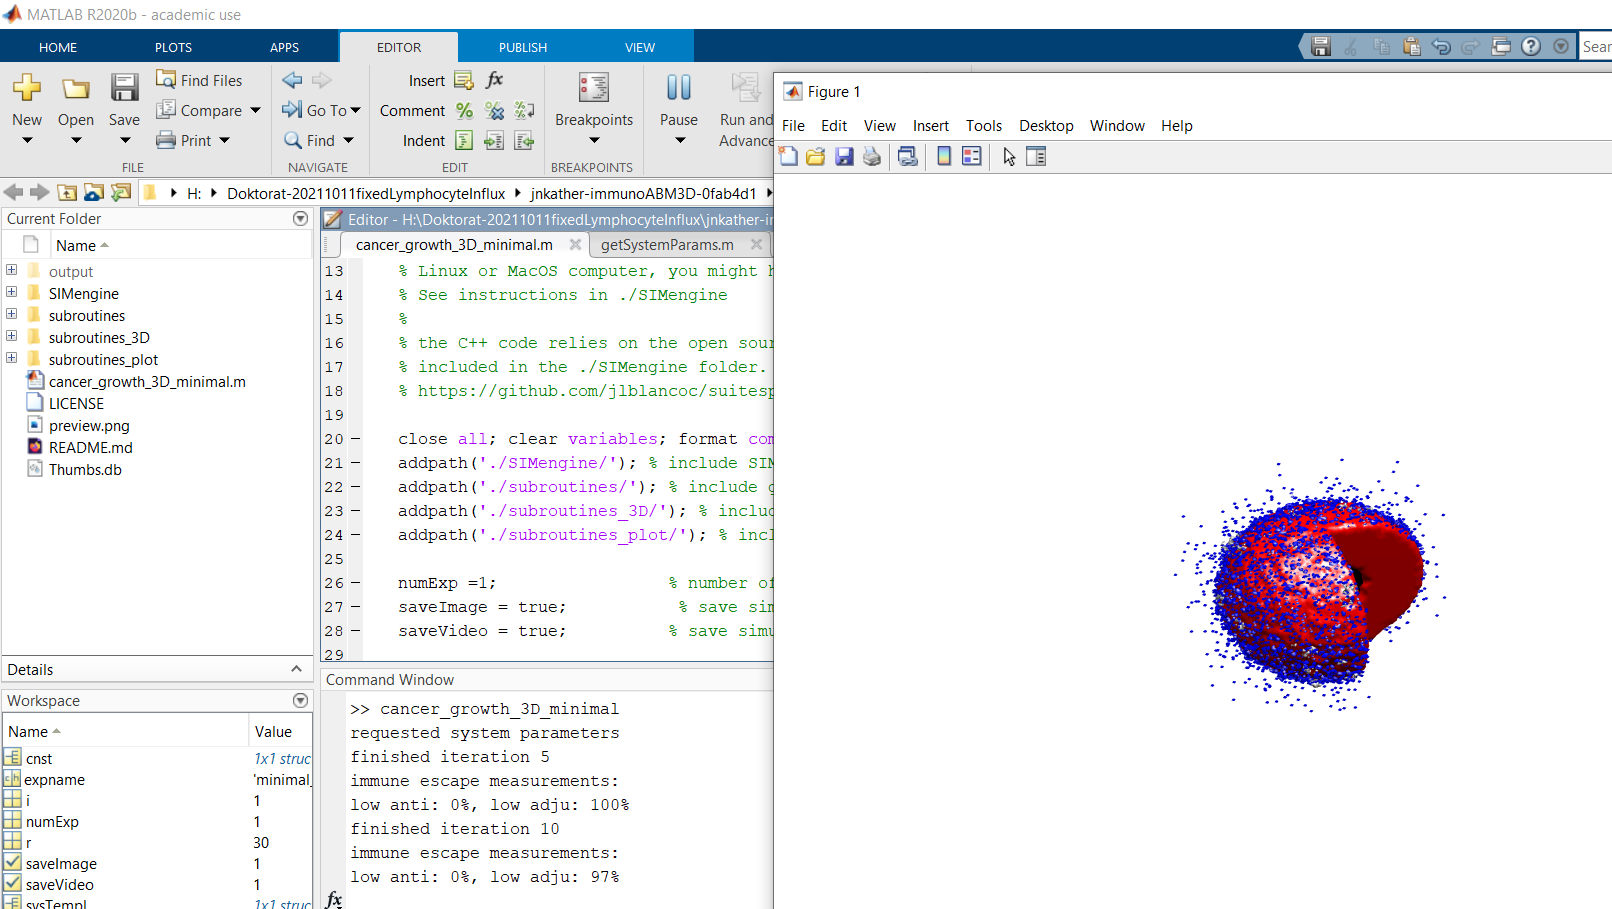 MATLAB R2020b - academic use
HOME PLOTS APPS EDITOR PUBLISH VIEW
Sear
New
Open
Save
Find Files
Compare
Print
FILE
Go To
Find
NAVIGATE
Insert fx
Comment
Indent
EDIT
Breakpoints
BREAKPOINTS
Pause
Run and
Advance
H: Doktorat-20211011fixedLymphocyteInflux jnkather-immunoABM3D-0fab4d1
Current Folder
Name
output
SIMengine
subroutines
subroutines_3D
subroutines_plot
cancer_growth_3D_minimal.m
LICENSE
preview.png
README.md
Thumbs.db
Details
Workspace
Name Value
cnst 1x1 struc
expname 'minimal_
i 1
numExp 1
r 30
saveImage 1
saveVideo 1
sysTempl 1x1 struc
Editor - H:\Doktorat-20211011fixedLymphocyteInflux\jnkather-in
cancer_growth_3D_minimal.m getSystemParams.m
13 % Linux or MacOS computer, you might h
14 % See instructions in ./SIMengine
15 %
16 % the C++ code relies on the open sour
17 % included in the ./SIMengine folder.
18 % https://github.com/jlblancoc/suitesp
19
20 – close all; clear variables; format com
21 – addpath('./SIMengine/'); % include SIM
22 – addpath('./subroutines/'); % include g
23 – addpath('./subroutines_3D/'); % includ
24 – addpath('./subroutines_plot/'); % incl
25
26 – numExp =1; % number of
27 – saveImage = true; % save sim
28 – saveVideo = true; % save simu
29
Command Window
>> cancer_growth_3D_minimal
requested system parameters
finished iteration 5
immune escape measurements:
low anti: 0%, low adju: 100%
finished iteration 10
immune escape measurements:
low anti: 0%, low adju: 97%
fx
Figure 1
File Edit View Insert Tools Desktop Window Help